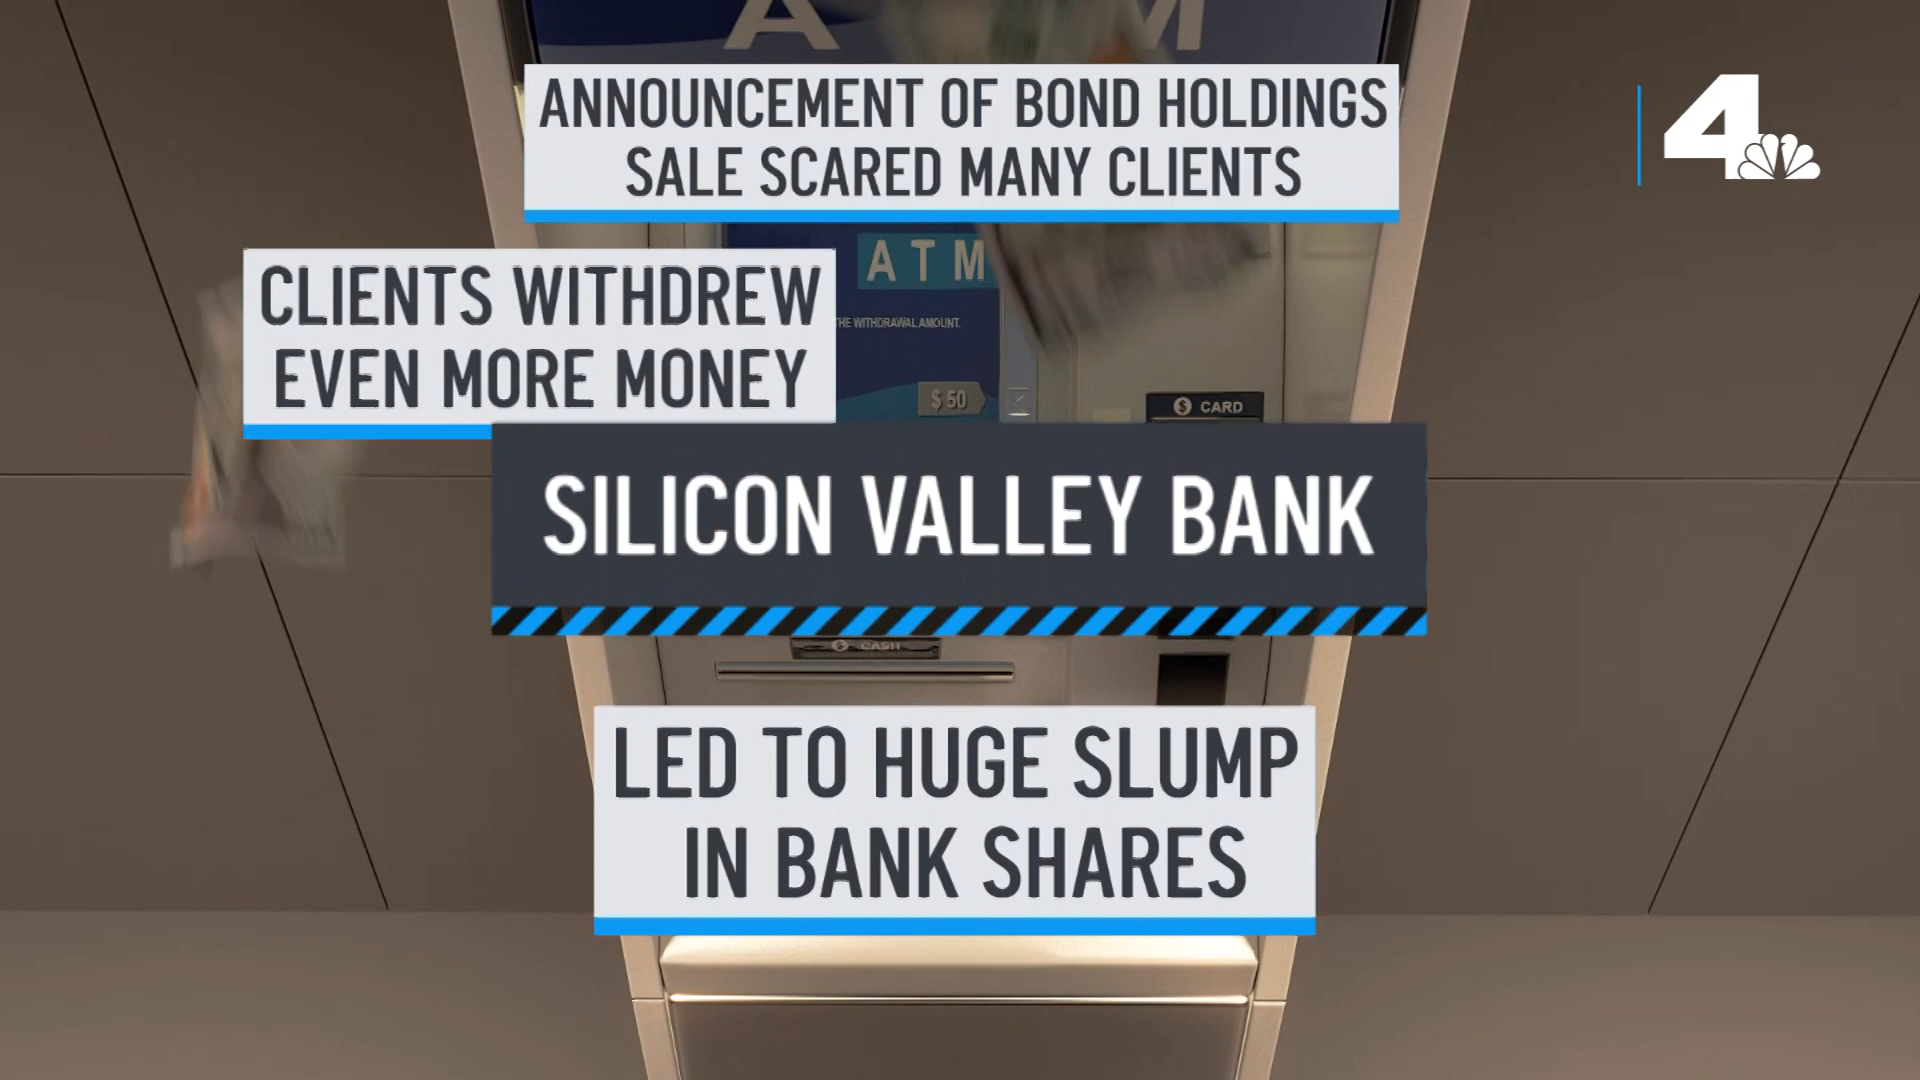 A M
ANNOUNCEMENT OF BOND HOLDINGS
SALE SCARED MANY CLIENTS
4
ATM
CLIENTS WITHDREW
EVEN MORE MONEY
THE WITHDRAWAL AMOUNT.
$50
$ CARD
SILICON VALLEY BANK
$ CASH
LED TO HUGE SLUMP
IN BANK SHARES